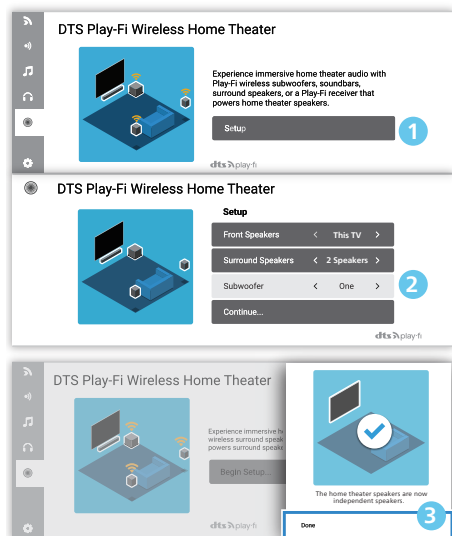 DTS Play-Fi Wireless Home Theater
Experience immersive home theater audio with
Play-Fi wireless subwoofers, soundbars,
surround speakers, or a Play-Fi receiver that
powers home theater speakers.
Setup
1
dts play-fi
DTS Play-Fi Wireless Home Theater
Setup
Front Speakers < This TV >
Surround Speakers < 2 Speakers >
Subwoofer < One >
2
Continue...
dts play-fi
DTS Play-Fi Wireless Home Theater
Experience immersive
wireless surround speak
powers surround speake
Begin Setup...
dts play-fi
The home theater speakers are now
independent speakers.
3
Done